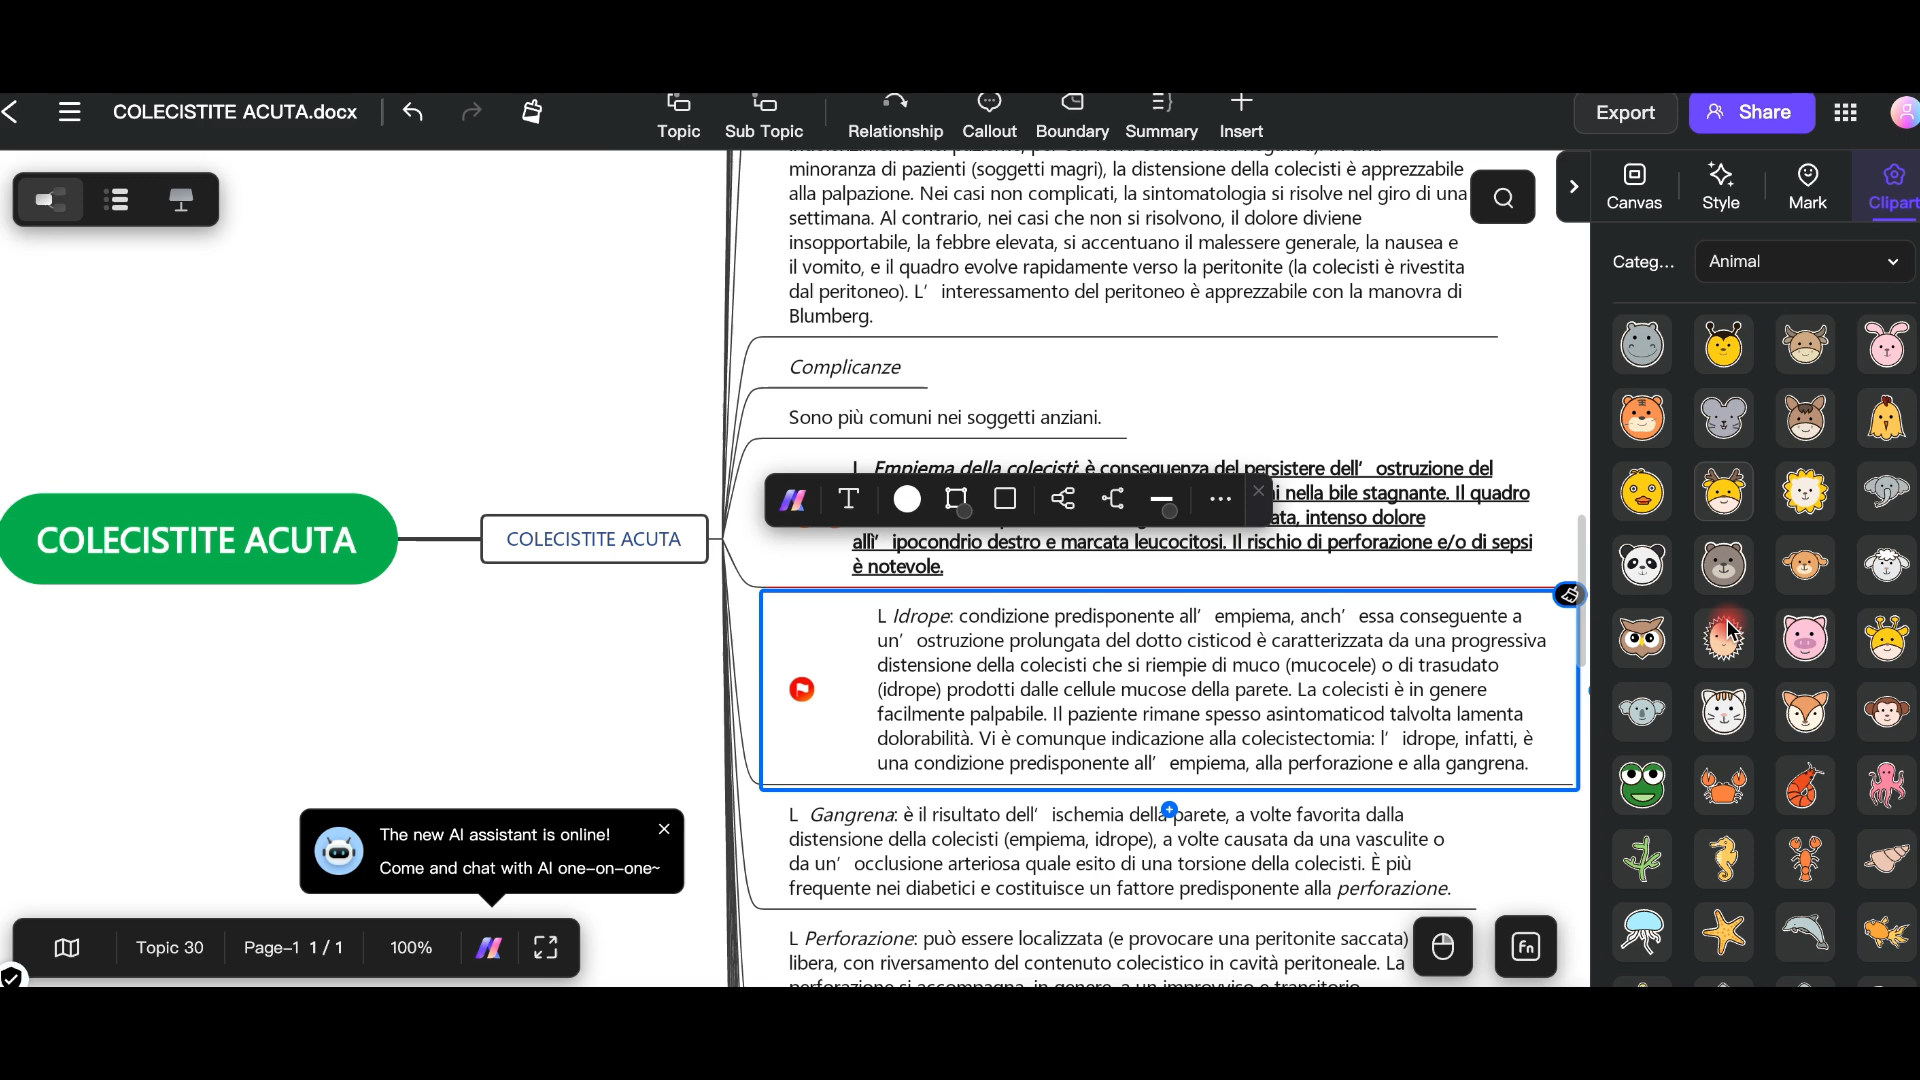 COLECISTITE ACUTA.docx
Topic
Sub Topic
Relationship
Callout
Boundary
Summary
Insert
Export
Share
Canvas
Style
Mark
Clipart
Categ...
Animal
minoranza di pazienti (soggetti magri), la distensione della colecisti è apprezzabile
alla palpazione. Nei casi non complicati, la sintomatologia si risolve nel giro di una
settimana. Al contrario, nei casi che non si risolvono, il dolore diviene
insopportabile, la febbre elevata, si accentuano il malessere generale, la nausea e
il vomito, e il quadro evolve rapidamente verso la peritonite (la colecisti è rivestita
dal peritoneo). L' interessamento del peritoneo è apprezzabile con la manovra di
Blumberg.
Complicanze
Sono più comuni nei soggetti anziani.
L Empiema della colecisti: è conseguenza del persistere dell' ostruzione del
i nella bile stagnante. Il quadro
ata, intenso dolore
alli' ipocondrio destro e marcata leucocitosi. Il rischio di perforazione e/o di sepsi
è notevole.
COLECISTITE ACUTA
COLECISTITE ACUTA
L Idrope: condizione predisponente all' empiema, anch' essa conseguente a
un' ostruzione prolungata del dotto cisticod è caratterizzata da una progressiva
distensione della colecisti che si riempie di muco (mucocele) o di trasudato
(idrope) prodotti dalle cellule mucose della parete. La colecisti è in genere
facilmente palpabile. Il paziente rimane spesso asintomaticod talvolta lamenta
dolorabilità. Vi è comunque indicazione alla colecistectomia: l' idrope, infatti, è
una condizione predisponente all' empiema, alla perforazione e alla gangrena.
L Gangrena: è il risultato dell' ischemia della parete, a volte favorita dalla
distensione della colecisti (empiema, idrope), a volte causata da una vasculite o
da un' occlusione arteriosa quale esito di una torsione della colecisti. È più
frequente nei diabetici e costituisce un fattore predisponente alla perforazione.
L Perforazione: può essere localizzata (e provocare una peritonite saccata)
libera, con riversamento del contenuto colecistico in cavità peritoneale. La
perforazione si accompagna, in genere, a un improvviso e transitorio
The new AI assistant is online!
Come and chat with AI one-on-one~
Topic 30
Page-1 1 / 1
100%
Fn